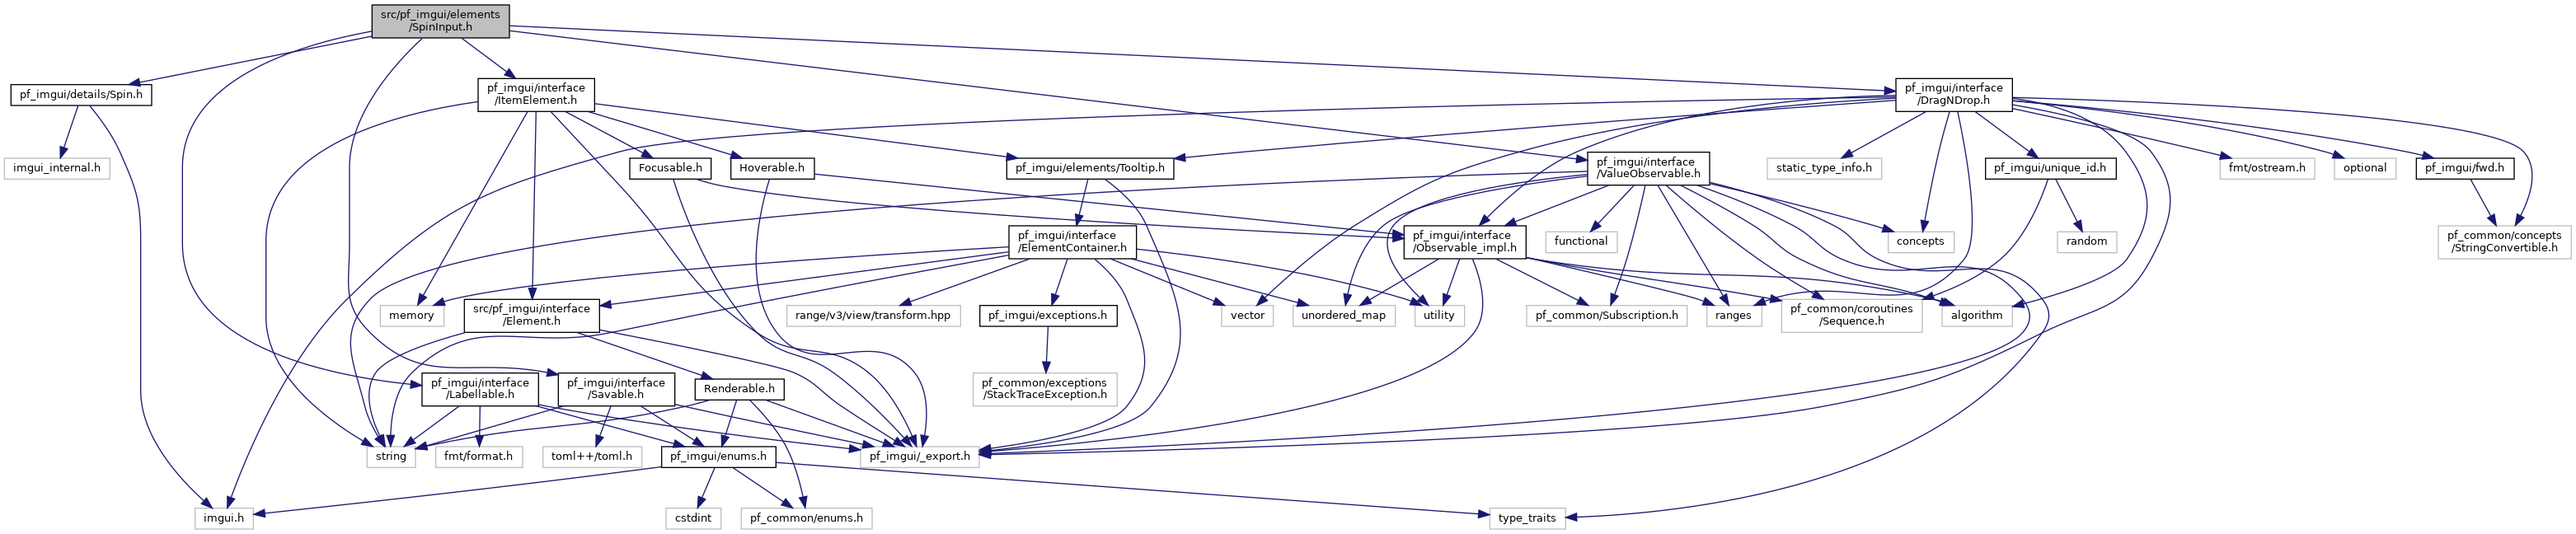 src/pf_imgui/elements
/SpinInput.h
pf_imgui/details/Spin.h
pf_imgui/interface
/ItemElement.h
pf_imgui/interface
/DragNDrop.h
imgui_internal.h
Focusable.h
Hoverable.h
pf_imgui/elements/Tooltip.h
pf_imgui/interface
/ValueObservable.h
static_type_info.h
pf_imgui/unique_id.h
fmt/ostream.h
optional
pf_imgui/fwd.h
pf_imgui/interface
/ElementContainer.h
pf_imgui/interface
/Observable_impl.h
functional
concepts
random
pf_common/concepts
/StringConvertible.h
memory
src/pf_imgui/interface
/Element.h
range/v3/view/transform.hpp
pf_imgui/exceptions.h
vector
unordered_map
utility
pf_common/Subscription.h
ranges
pf_common/coroutines
/Sequence.h
algorithm
pf_imgui/interface
/Labellable.h
pf_imgui/interface
/Savable.h
Renderable.h
pf_common/exceptions
/StackTraceException.h
string
fmt/format.h
toml++/toml.h
pf_imgui/enums.h
pf_imgui/_export.h
imgui.h
cstdint
pf_common/enums.h
type_traits